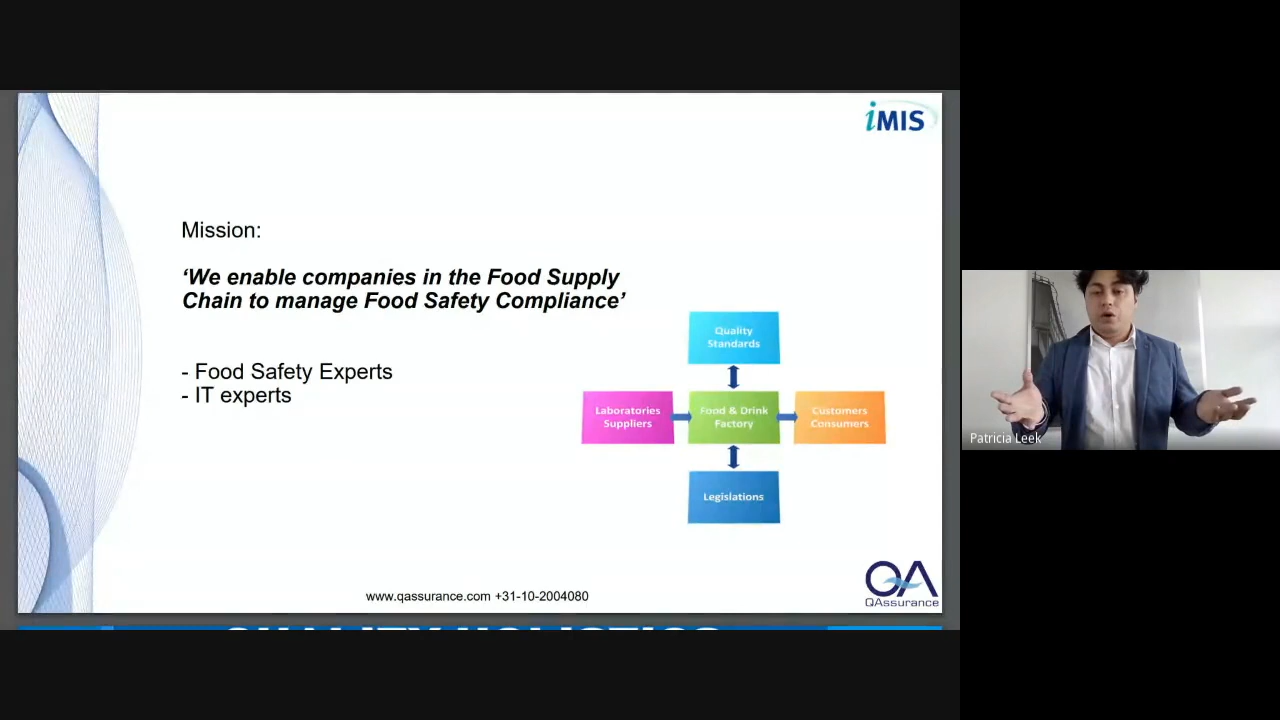 iMIS
Mission:
‘We enable companies in the Food Supply
Chain to manage Food Safety Compliance’
- Food Safety Experts
- IT experts
Quality
Standards
Laboratories
Suppliers
Food & Drink
Factory
Customers
Consumers
Legislations
Patricia Leek
www.qassurance.com +31-10-2004080
QA
QAssurance